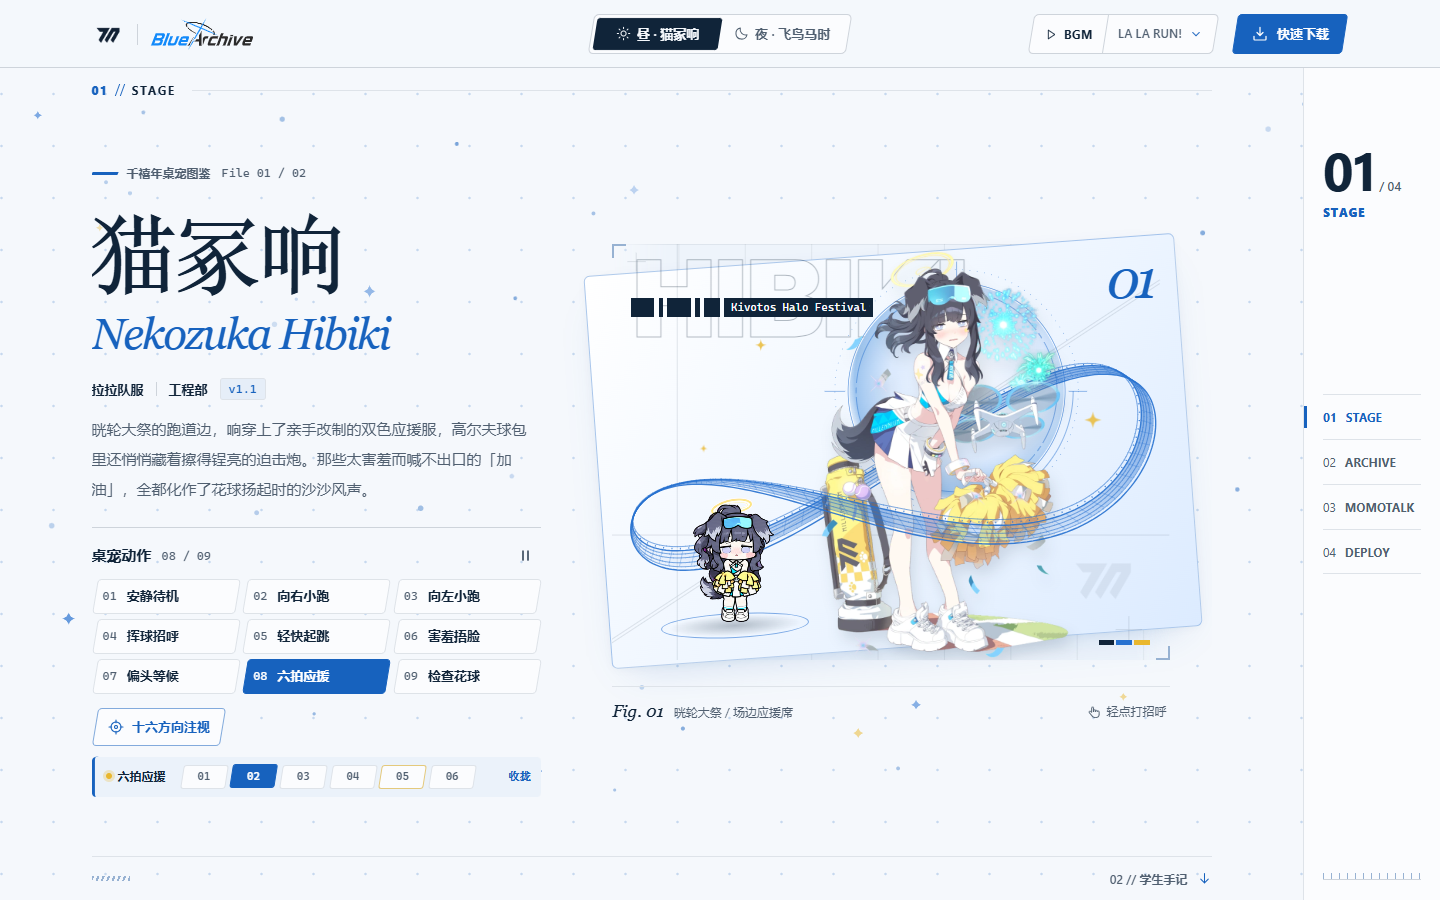 Blue Archive
昼 · 猫冢响
夜 · 飞鸟马时
BGM
LA LA RUN!
快速下载
01 // STAGE
千禧年桌宠图鉴 File 01 / 02
猫冢响
Nekozuka Hibiki
拉拉队服
工程部
v1.1
晄轮大祭的跑道边，响穿上了亲手改制的双色应援服，高尔夫球包
里还悄悄藏着擦得锃亮的迫击炮。那些太害羞而喊不出口的「加
油」，全都化作了花球扬起时的沙沙风声。
桌宠动作 08 / 09
01 安静待机
02 向右小跑
03 向左小跑
04 挥球招呼
05 轻快起跳
06 害羞捂脸
07 偏头等候
08 六拍应援
09 检查花球
十六方向注视
六拍应援
01
02
03
04
05
06
收拢
HIBIKI
Kivotos Halo Festival
01
Fig. 01 晄轮大祭 / 场边应援席
轻点打招呼
01 / 04
STAGE
01 STAGE
02 ARCHIVE
03 MOMOTALK
04 DEPLOY
02 // 学生手记